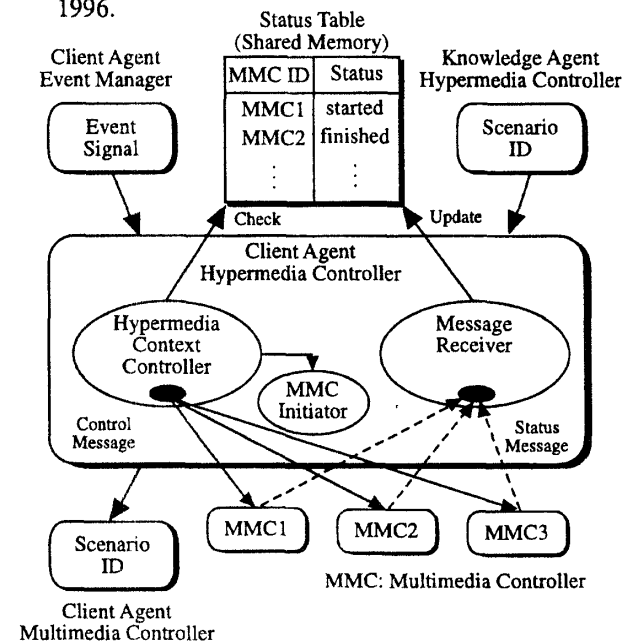 1996.
Status Table
(Shared Memory)
Client Agent
Event Manager
Knowledge Agent
Hypermedia Controller
MMC ID Status
MMC1 started
MMC2 finished
Event
Signal
Scenario
ID
Check
Update
Client Agent
Hypermedia Controller
Hypermedia
Context
Controller
Message
Receiver
MMC
Initiator
Control
Message
Status
Message
MMC1
MMC2
MMC3
Scenario
ID
MMC: Multimedia Controller
Client Agent
Multimedia Controller